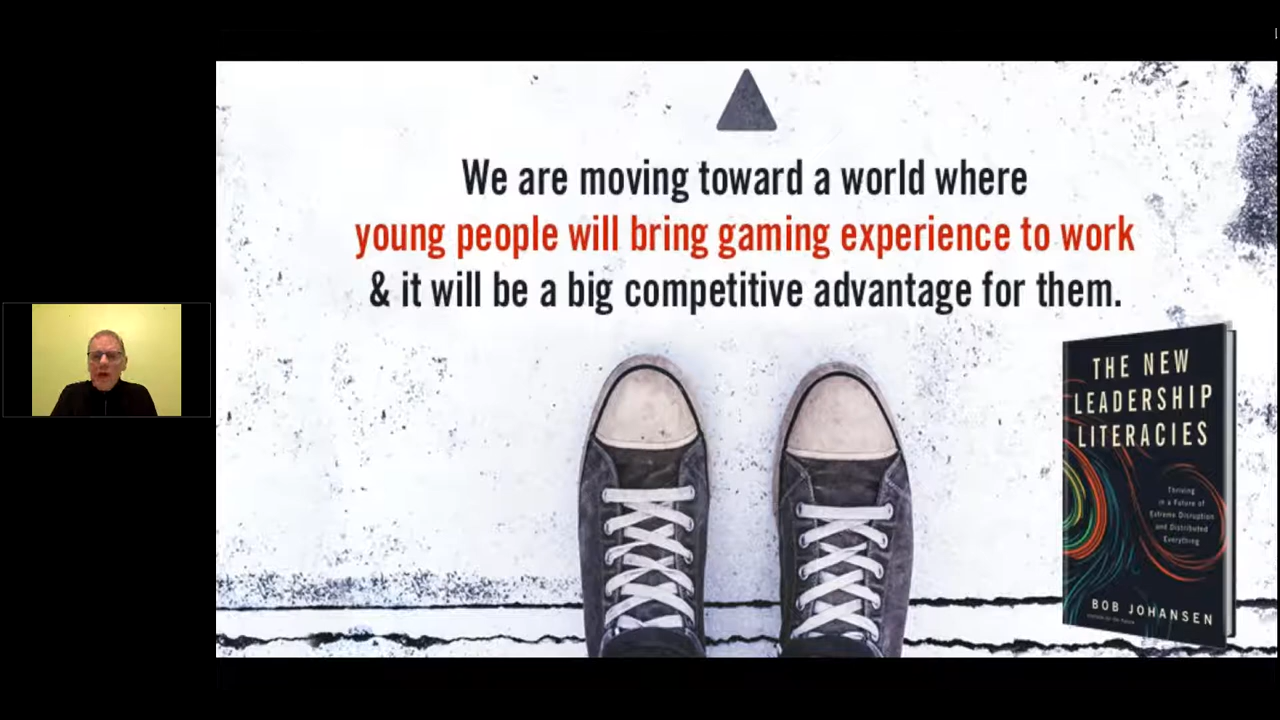 We are moving toward a world where
young people will bring gaming experience to work
& it will be a big competitive advantage for them.
THE NEW
LEADERSHIP
LITERACIES
Thriving
in a Future of
Extreme Disruption
and Distributed
Everything
BOB JOHANSEN